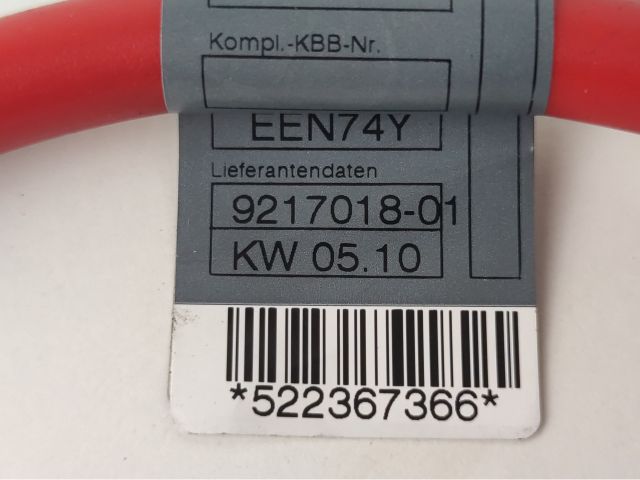 Kompl.-KBB-Nr.
EEN74Y
Lieferantendaten
9217018-01
KW 05.10
*522367366*